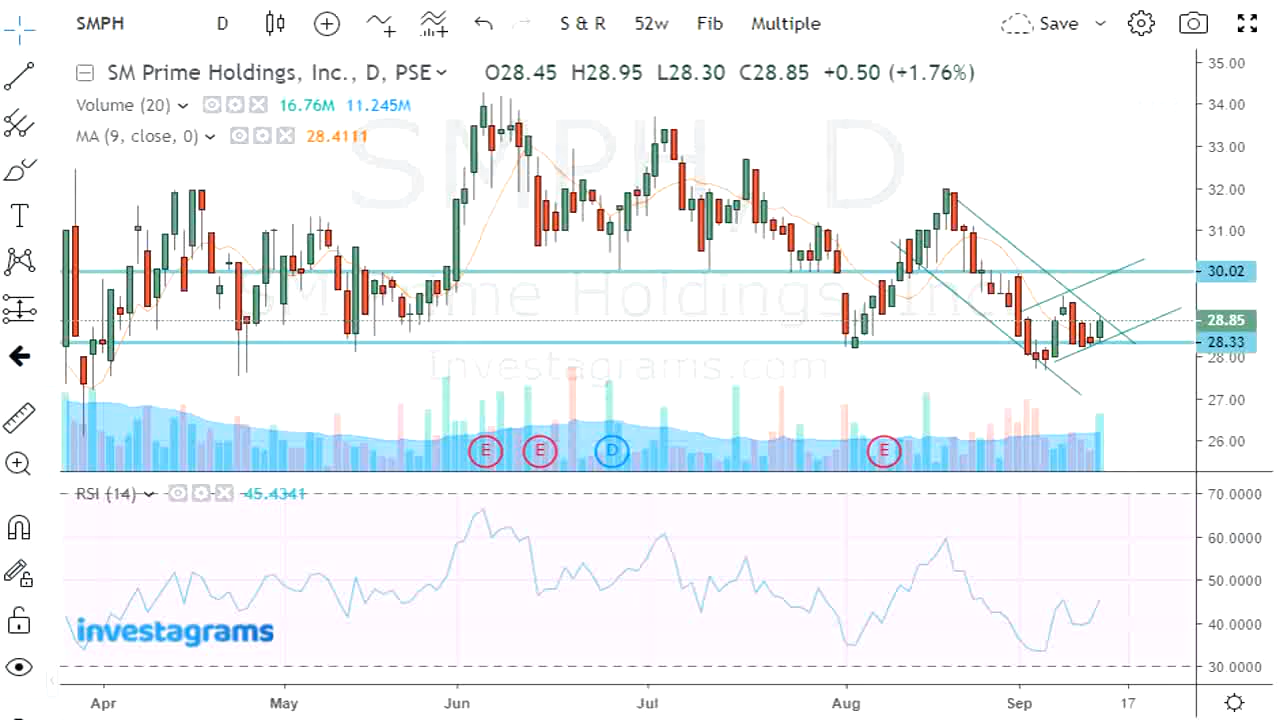 SMPH D S & R 52w Fib Multiple Save
SM Prime Holdings, Inc., D, PSE O28.45 H28.95 L28.30 C28.85 +0.50 (+1.76%)
Volume (20) 16.76M 11.245M
MA (9, close, 0) 28.4111
SMPH, D
SM Prime Holdings, Inc.
Investagrams.com
35.00
34.00
33.00
32.00
31.00
30.02
28.85
28.33
28.00
27.00
26.00
E E D E
RSI (14) 45.4341
70.0000
60.0000
50.0000
40.0000
30.0000
investagrams
Apr May Jun Jul Aug Sep 17